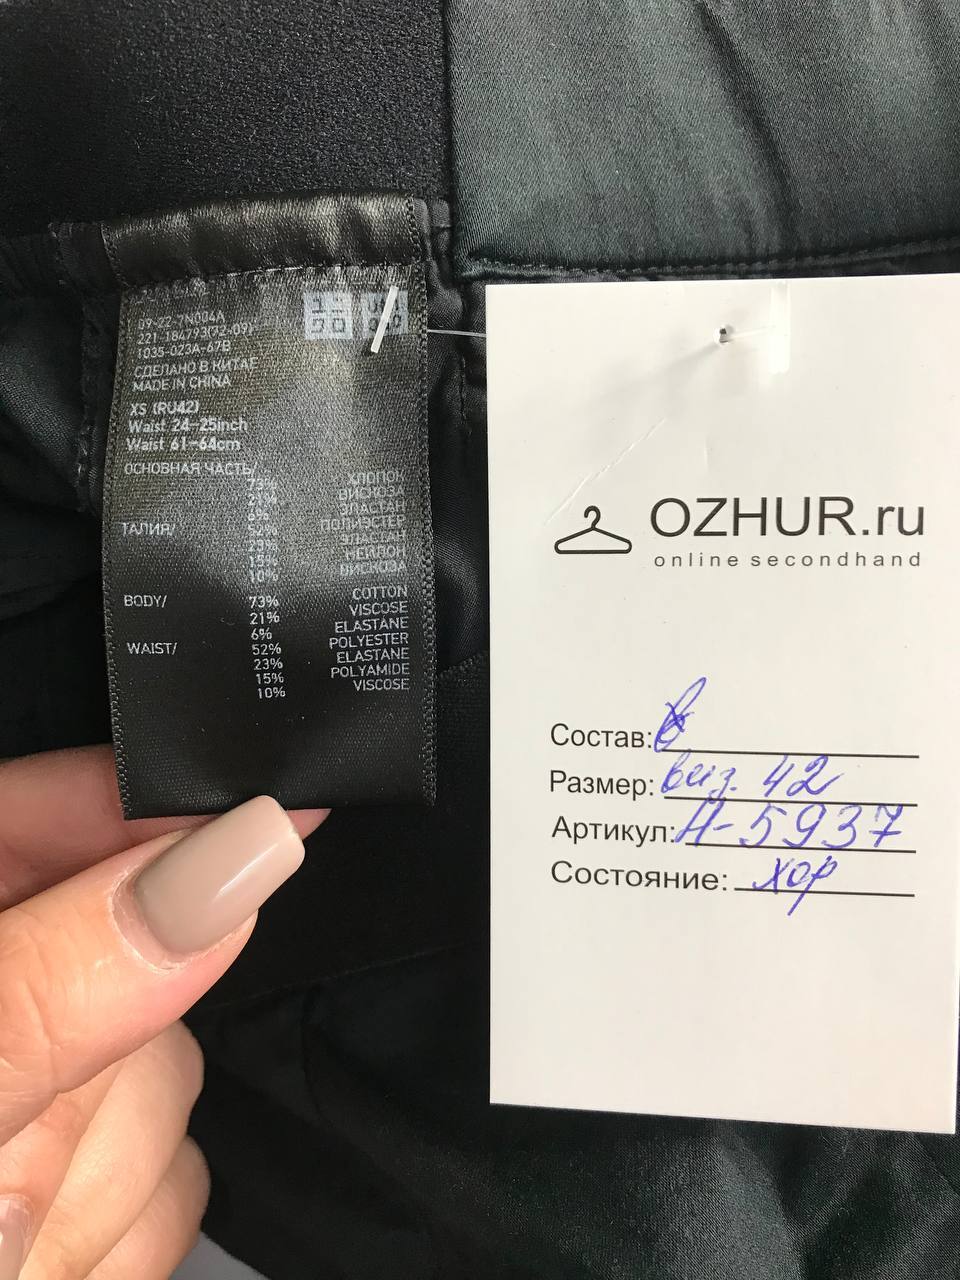 09-22-7N004A
221-184793(32-09)
1035-023A-67B
СДЕЛАНО В КИТАЕ
MADE IN CHINA
XS (RU42)
Waist 24-25inch
Waist 61-64cm
ОСНОВНАЯ ЧАСТЬ/
73% ХЛОПОК
21% ВИСКОЗА
6% ЭЛАСТАН
ТАЛИЯ/ 52% ПОЛИЭСТЕР
23% ЭЛАСТАН
15% НЕЙЛОН
10% ВИСКОЗА
BODY/ 73% COTTON
21% VISCOSE
6% ELASTANE
WAIST/ 52% POLYESTER
23% ELASTANE
15% POLYAMIDE
10% VISCOSE
OZHUR.ru
online secondhand
Состав:
Размер: виз. 42
Артикул: Н-5937
Состояние: хор